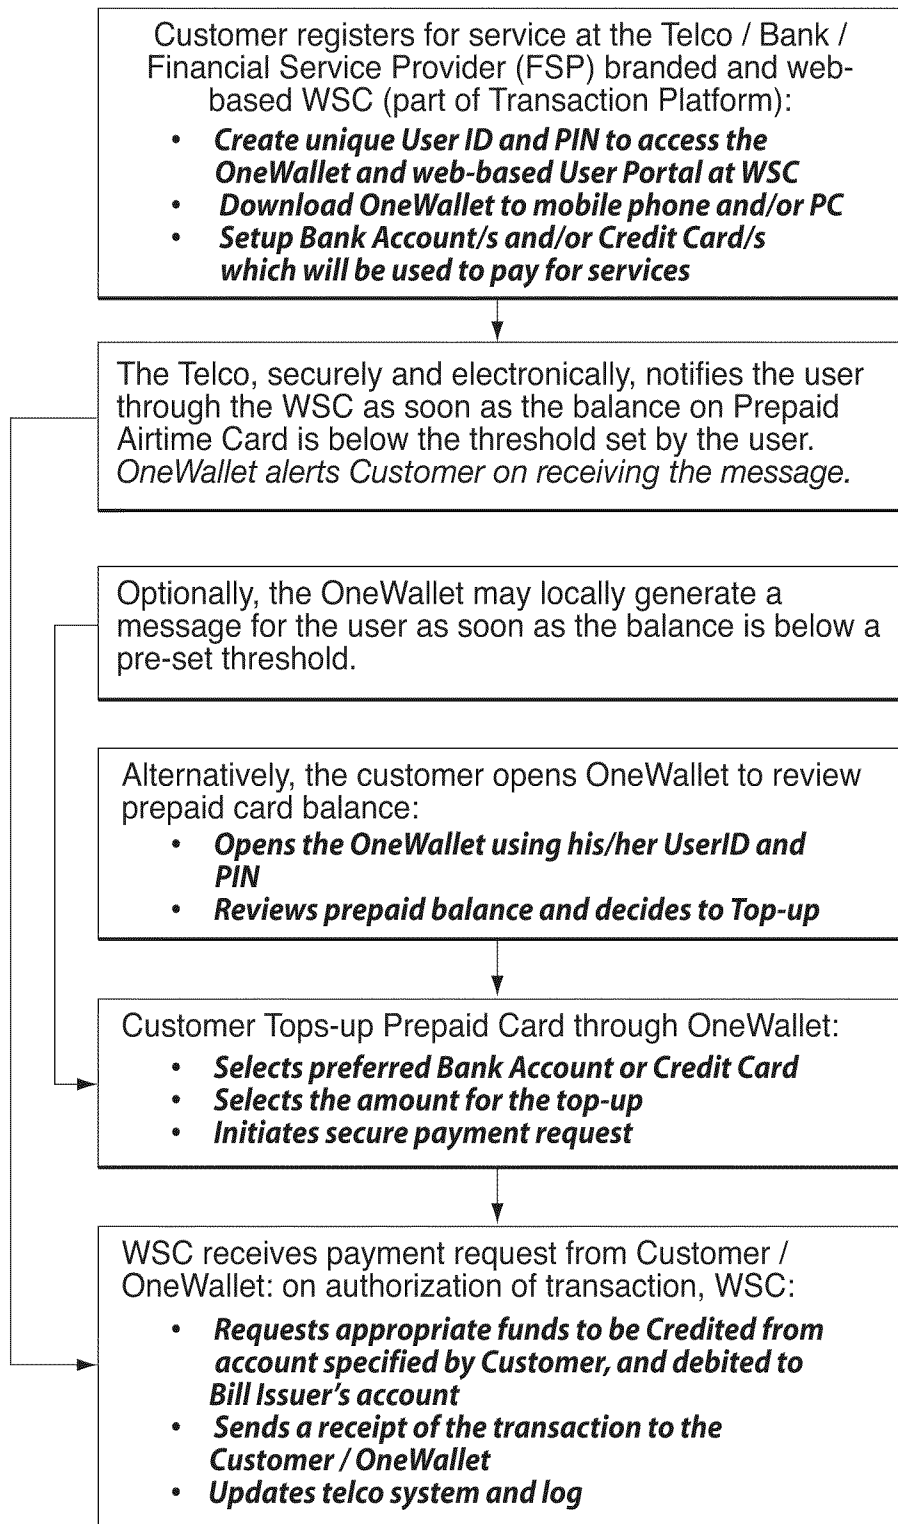 Customer registers for service at the Telco / Bank /
Financial Service Provider (FSP) branded and web-
based WSC (part of Transaction Platform):
• Create unique User ID and PIN to access the
OneWallet and web-based User Portal at WSC
• Download OneWallet to mobile phone and/or PC
• Setup Bank Account/s and/or Credit Card/s
which will be used to pay for services
The Telco, securely and electronically, notifies the user
through the WSC as soon as the balance on Prepaid
Airtime Card is below the threshold set by the user.
OneWallet alerts Customer on receiving the message.
Optionally, the OneWallet may locally generate a
message for the user as soon as the balance is below a
pre-set threshold.
Alternatively, the customer opens OneWallet to review
prepaid card balance:
• Opens the OneWallet using his/her UserID and
PIN
• Reviews prepaid balance and decides to Top-up
Customer Tops-up Prepaid Card through OneWallet:
• Selects preferred Bank Account or Credit Card
• Selects the amount for the top-up
• Initiates secure payment request
WSC receives payment request from Customer /
OneWallet: on authorization of transaction, WSC:
• Requests appropriate funds to be Credited from
account specified by Customer, and debited to
Bill Issuer's account
• Sends a receipt of the transaction to the
Customer / OneWallet
• Updates telco system and log